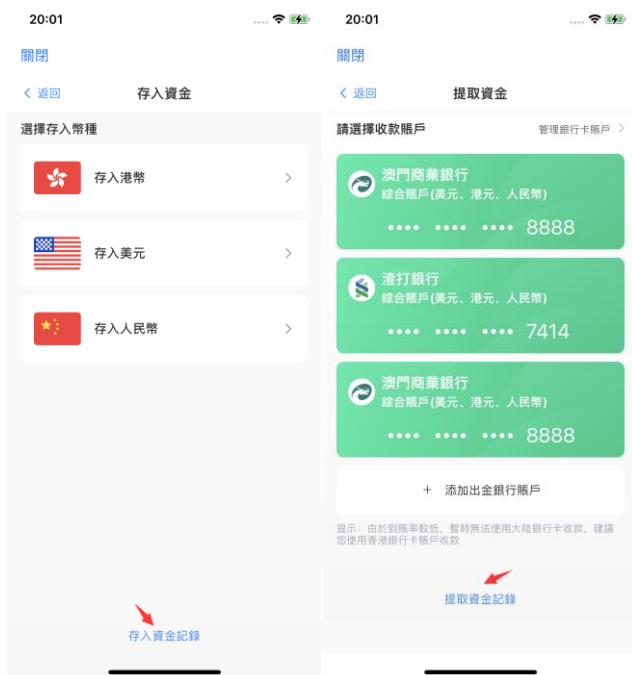 20:01
關閉
返回
存入資金
選擇存入幣種
存入港幣
存入美元
存入人民幣
存入資金記錄
20:01
關閉
返回
提取資金
請選擇收款賬戶
管理銀行卡賬戶
澳門商業銀行
綜合賬戶(美元、港元、人民幣)
•••• •••• •••• 8888
渣打銀行
綜合賬戶(美元、港元、人民幣)
•••• •••• •••• 7414
澳門商業銀行
綜合賬戶(美元、港元、人民幣)
•••• •••• •••• 8888
+ 添加出金銀行賬戶
提示：由於到賬率較低，暫時無法使用大陸銀行卡收款，建議
您使用香港銀行卡賬戶收款
提取資金記錄